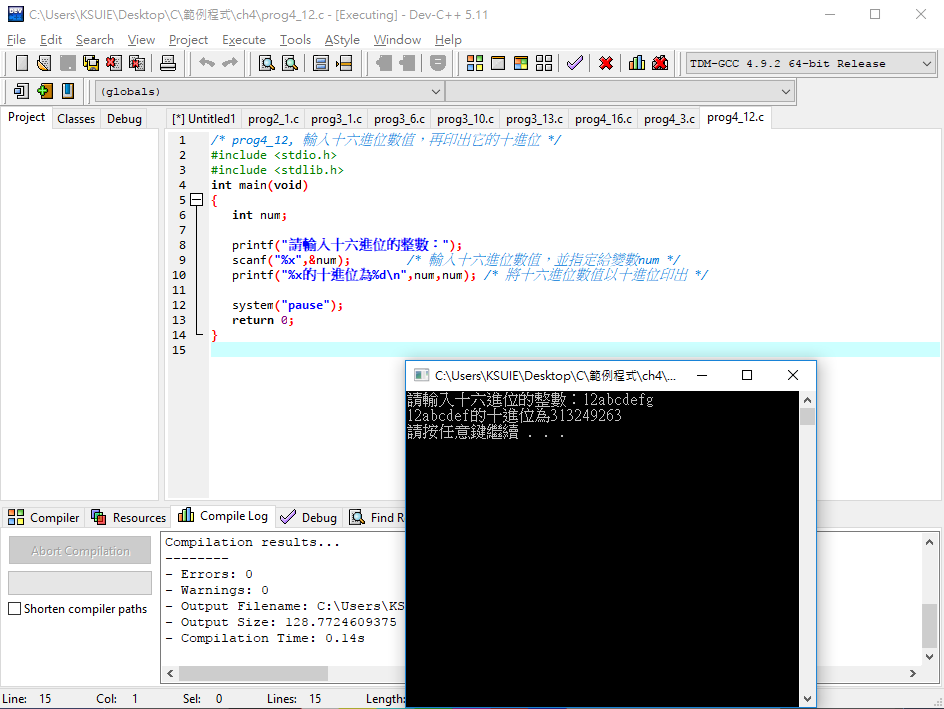 C:\Users\KSUIE\Desktop\C\範例程式\ch4\prog4_12.c - [Executing] - Dev-C++ 5.11
File Edit Search View Project Execute Tools AStyle Window Help
TDM-GCC 4.9.2 64-bit Release
(globals)
Project Classes Debug
[*] Untitled1 prog2_1.c prog3_1.c prog3_6.c prog3_10.c prog3_13.c prog4_16.c prog4_3.c prog4_12.c
1 /* prog4_12, 輸入十六進位數值，再印出它的十進位 */
2 #include <stdio.h>
3 #include <stdlib.h>
4 int main(void)
5 {
6 int num;
7
8 printf("請輸入十六進位的整數：");
9 scanf("%x",&num); /* 輸入十六進位數值，並指定給變數num */
10 printf("%x的十進位為%d\n",num,num); /* 將十六進位數值以十進位印出 */
11
12 system("pause");
13 return 0;
14 }
15
C:\Users\KSUIE\Desktop\C\範例程式\ch4\...
請輸入十六進位的整數：12abcdefg
12abcdef的十進位為313249263
請按任意鍵繼續 . . .
Compiler Resources Compile Log Debug Find R
Abort Compilation
Shorten compiler paths
Compilation results...
--------
- Errors: 0
- Warnings: 0
- Output Filename: C:\Users\KS
- Output Size: 128.7724609375
- Compilation Time: 0.14s
Line: 15 Col: 1 Sel: 0 Lines: 15 Length: